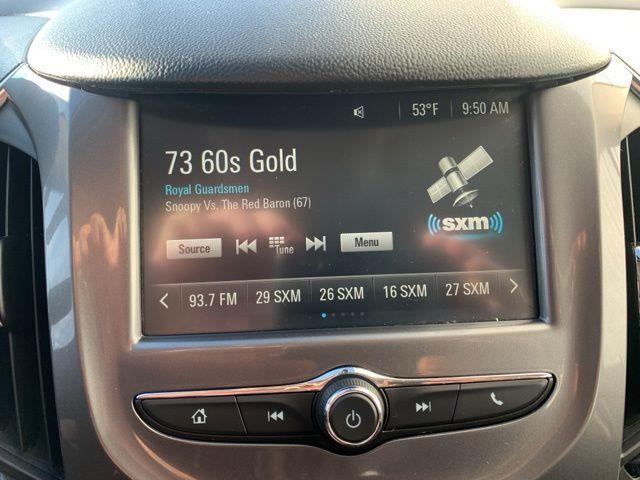 53°F 9:50 AM
73 60s Gold
Royal Guardsmen
Snoopy Vs. The Red Baron (67)
((sxm))
Source Tune Menu
93.7 FM 29 SXM 26 SXM 16 SXM 27 SXM